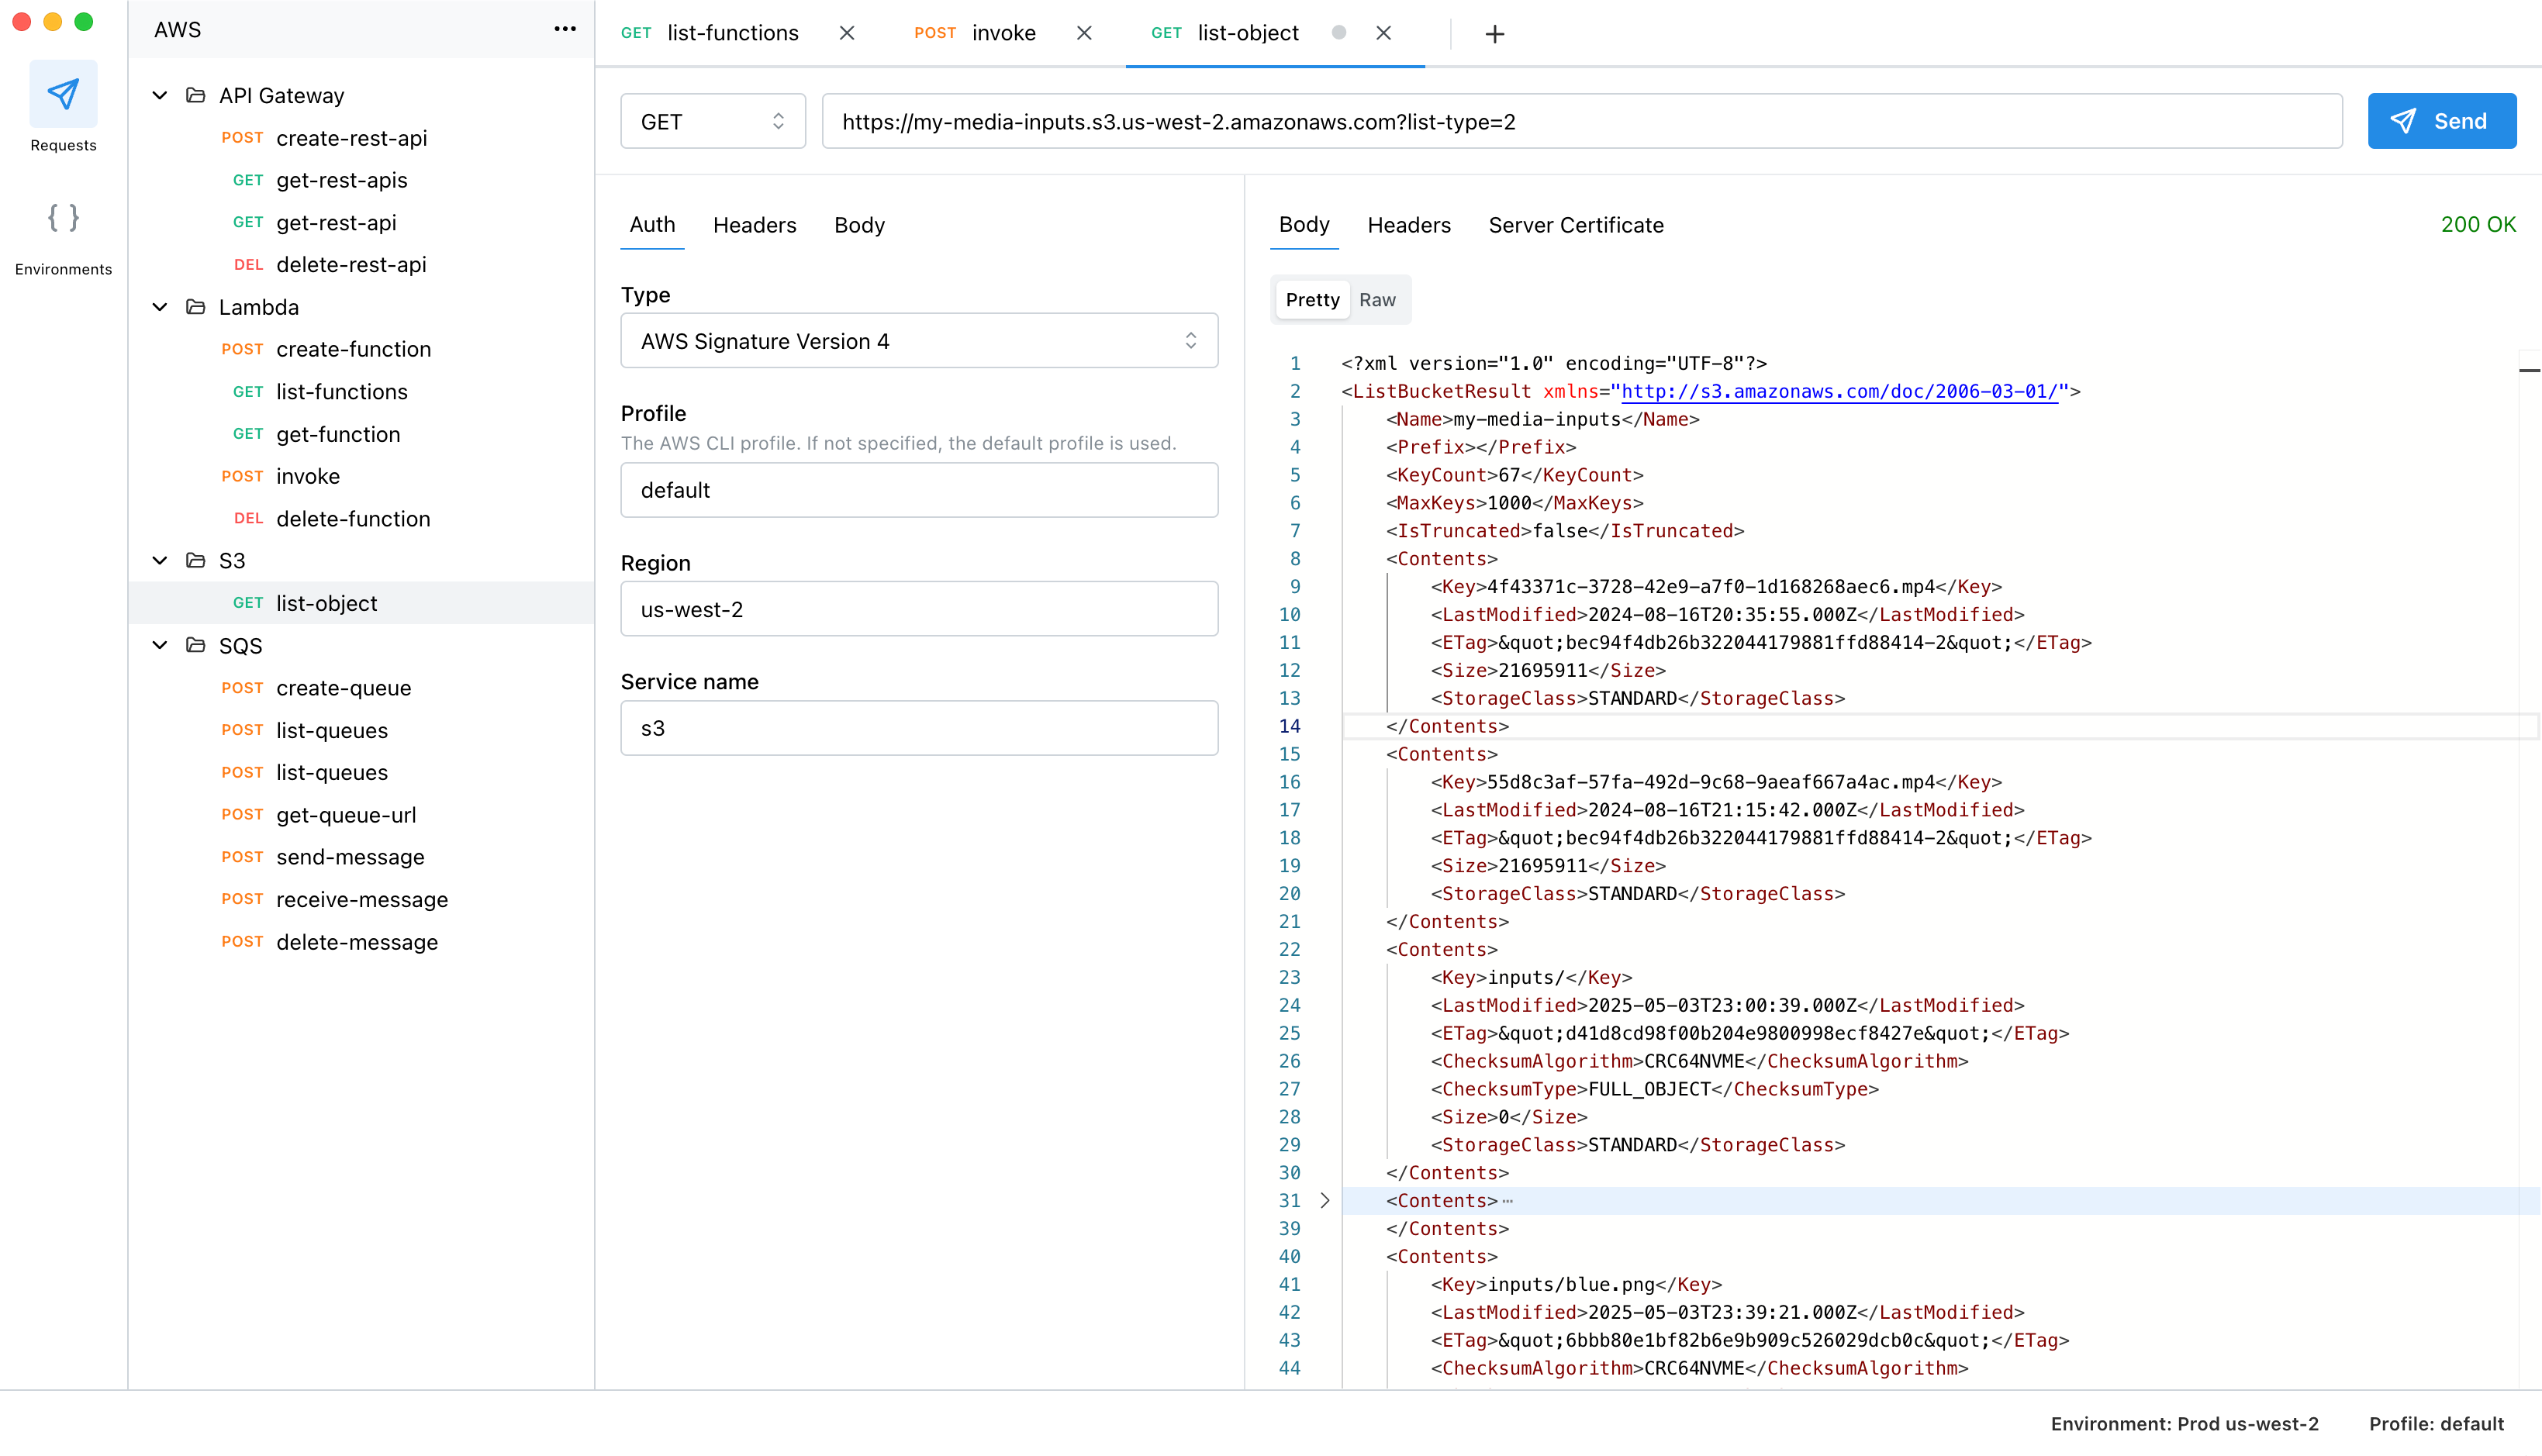 AWS
Requests
Environments
API Gateway
POST create-rest-api
GET get-rest-apis
GET get-rest-api
DEL delete-rest-api
Lambda
POST create-function
GET list-functions
GET get-function
POST invoke
DEL delete-function
S3
GET list-object
SQS
POST create-queue
POST list-queues
POST list-queues
POST get-queue-url
POST send-message
POST receive-message
POST delete-message
GET list-functions
POST invoke
GET list-object
GET
https://my-media-inputs.s3.us-west-2.amazonaws.com?list-type=2
Send
Auth Headers Body
Type
AWS Signature Version 4
Profile
The AWS CLI profile. If not specified, the default profile is used.
default
Region
us-west-2
Service name
s3
Body Headers Server Certificate
200 OK
Pretty Raw
1 <?xml version="1.0" encoding="UTF-8"?>
2 <ListBucketResult xmlns="http://s3.amazonaws.com/doc/2006-03-01/">
3 <Name>my-media-inputs</Name>
4 <Prefix></Prefix>
5 <KeyCount>67</KeyCount>
6 <MaxKeys>1000</MaxKeys>
7 <IsTruncated>false</IsTruncated>
8 <Contents>
9 <Key>4f43371c-3728-42e9-a7f0-1d168268aec6.mp4</Key>
10 <LastModified>2024-08-16T20:35:55.000Z</LastModified>
11 <ETag>&quot;bec94f4db26b322044179881ffd88414-2&quot;</ETag>
12 <Size>21695911</Size>
13 <StorageClass>STANDARD</StorageClass>
14 </Contents>
15 <Contents>
16 <Key>55d8c3af-57fa-492d-9c68-9aeaf667a4ac.mp4</Key>
17 <LastModified>2024-08-16T21:15:42.000Z</LastModified>
18 <ETag>&quot;bec94f4db26b322044179881ffd88414-2&quot;</ETag>
19 <Size>21695911</Size>
20 <StorageClass>STANDARD</StorageClass>
21 </Contents>
22 <Contents>
23 <Key>inputs/</Key>
24 <LastModified>2025-05-03T23:00:39.000Z</LastModified>
25 <ETag>&quot;d41d8cd98f00b204e9800998ecf8427e&quot;</ETag>
26 <ChecksumAlgorithm>CRC64NVME</ChecksumAlgorithm>
27 <ChecksumType>FULL_OBJECT</ChecksumType>
28 <Size>0</Size>
29 <StorageClass>STANDARD</StorageClass>
30 </Contents>
31 <Contents>⋯
39 </Contents>
40 <Contents>
41 <Key>inputs/blue.png</Key>
42 <LastModified>2025-05-03T23:39:21.000Z</LastModified>
43 <ETag>&quot;6bbb80e1bf82b6e9b909c526029dcb0c&quot;</ETag>
44 <ChecksumAlgorithm>CRC64NVME</ChecksumAlgorithm>
Environment: Prod us-west-2
Profile: default